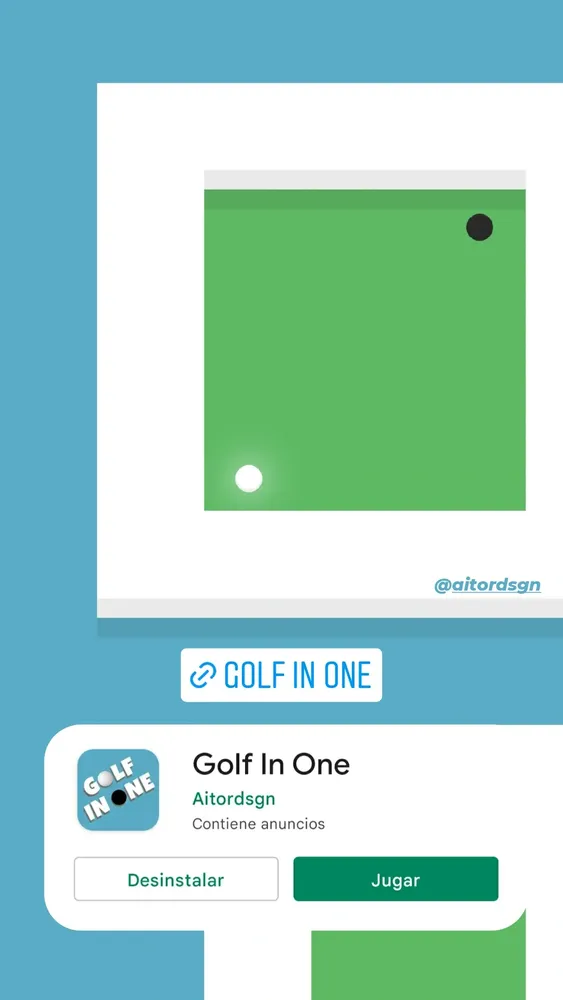 @aitordsgn
GOLF IN ONE
GOLF
IN ONE
Golf In One
Aitordsgn
Contiene anuncios
Desinstalar
Jugar